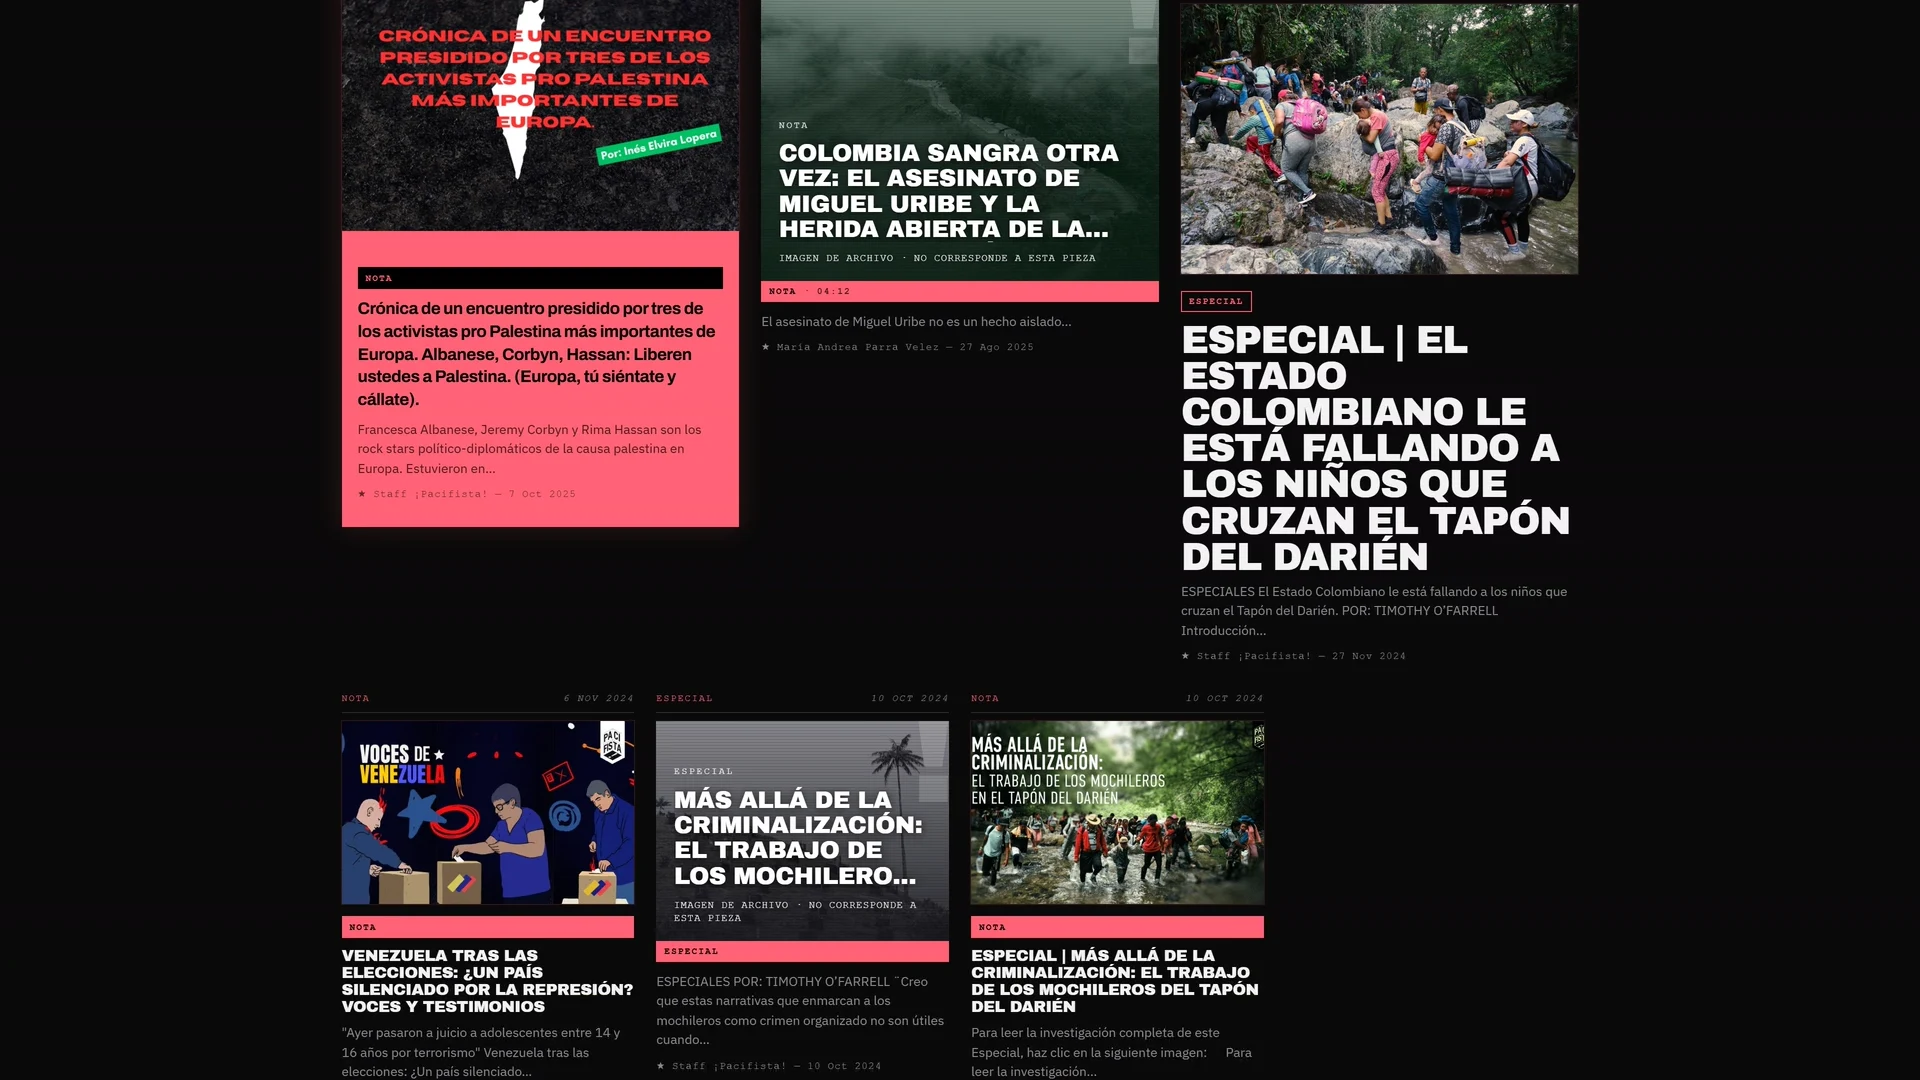 CRÓNICA DE UN ENCUENTRO
PRESIDIDO POR TRES DE LOS
ACTIVISTAS PRO PALESTINA
MÁS IMPORTANTES DE
EUROPA.
Por: Inés Elvira Lopera
NOTA
Crónica de un encuentro presidido por tres de
los activistas pro Palestina más importantes de
Europa. Albanese, Corbyn, Hassan: Liberen
ustedes a Palestina. (Europa, tú siéntate y
cállate).
Francesca Albanese, Jeremy Corbyn y Rima Hassan son los
rock stars político-diplomáticos de la causa palestina en
Europa. Estuvieron en...
★ Staff ¡Pacifista! — 7 Oct 2025
NOTA
COLOMBIA SANGRA OTRA
VEZ: EL ASESINATO DE
MIGUEL URIBE Y LA
HERIDA ABIERTA DE LA...
IMAGEN DE ARCHIVO · NO CORRESPONDE A ESTA PIEZA
NOTA · 04:12
El asesinato de Miguel Uribe no es un hecho aislado...
★ Maria Andrea Parra Velez — 27 Ago 2025
ESPECIAL
ESPECIAL | EL
ESTADO
COLOMBIANO LE
ESTÁ FALLANDO A
LOS NIÑOS QUE
CRUZAN EL TAPÓN
DEL DARIÉN
ESPECIALES El Estado Colombiano le está fallando a los niños que
cruzan el Tapón del Darién. POR: TIMOTHY O’FARRELL
Introducción...
★ Staff ¡Pacifista! — 27 Nov 2024
NOTA 6 NOV 2024
VOCES DE
VENEZUELA
PACI
FISTA
NOTA
VENEZUELA TRAS LAS
ELECCIONES: ¿UN PAÍS
SILENCIADO POR LA REPRESIÓN?
VOCES Y TESTIMONIOS
"Ayer pasaron a juicio a adolescentes entre 14 y
16 años por terrorismo" Venezuela tras las
elecciones: ¿Un país silenciado...
ESPECIAL 10 OCT 2024
ESPECIAL
MÁS ALLÁ DE LA
CRIMINALIZACIÓN:
EL TRABAJO DE
LOS MOCHILERO...
IMAGEN DE ARCHIVO · NO CORRESPONDE A
ESTA PIEZA
ESPECIAL
ESPECIALES POR: TIMOTHY O’FARRELL ¨Creo
que estas narrativas que enmarcan a los
mochileros como crimen organizado no son útiles
cuando...
★ Staff ¡Pacifista! — 10 Oct 2024
NOTA 10 OCT 2024
MÁS ALLÁ DE LA
CRIMINALIZACIÓN:
EL TRABAJO DE LOS MOCHILEROS
EN EL TAPÓN DEL DARIÉN
NOTA
ESPECIAL | MÁS ALLÁ DE LA
CRIMINALIZACIÓN: EL TRABAJO
DE LOS MOCHILEROS DEL TAPÓN
DEL DARIÉN
Para leer la investigación completa de este
Especial, haz clic en la siguiente imagen: Para
leer la investigación...